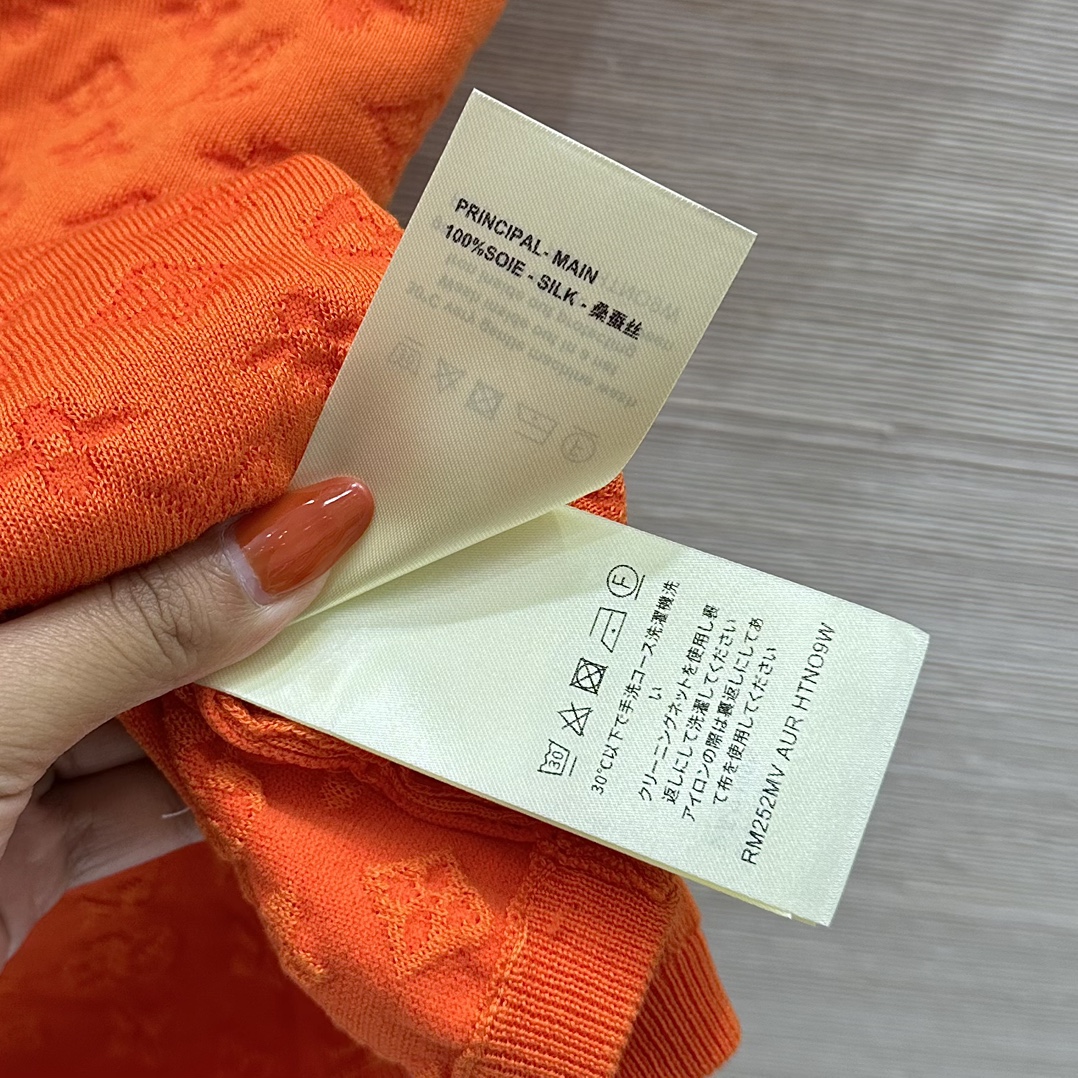 PRINCIPAL- MAIN
100%SOIE - SILK - 桑蚕丝
30
F
30℃以下で手洗コース洗濯機洗
い
クリーニングネットを使用し裏
返しにして洗濯してください
アイロンの際は裏返しにしてあ
て布を使用してください
RM252MV AUR HTNO9W